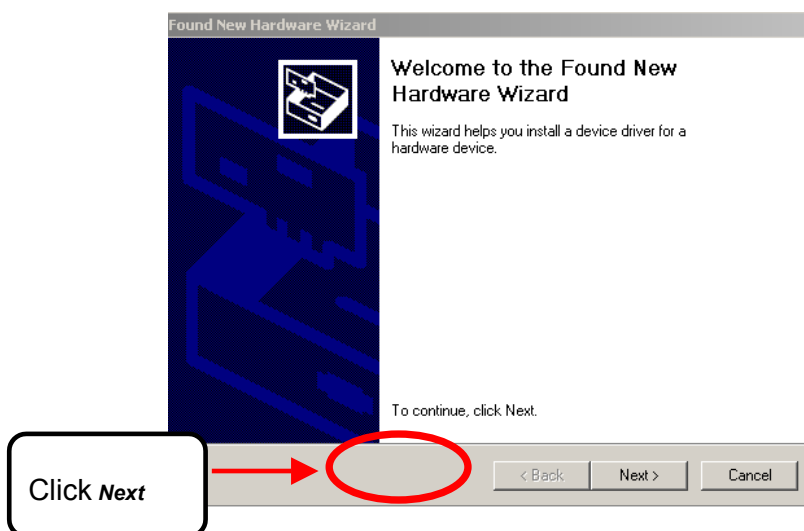 Found New Hardware Wizard
Welcome to the Found New
Hardware Wizard
This wizard helps you install a device driver for a
hardware device.
To continue, click Next.
Click Next
< Back
Next >
Cancel